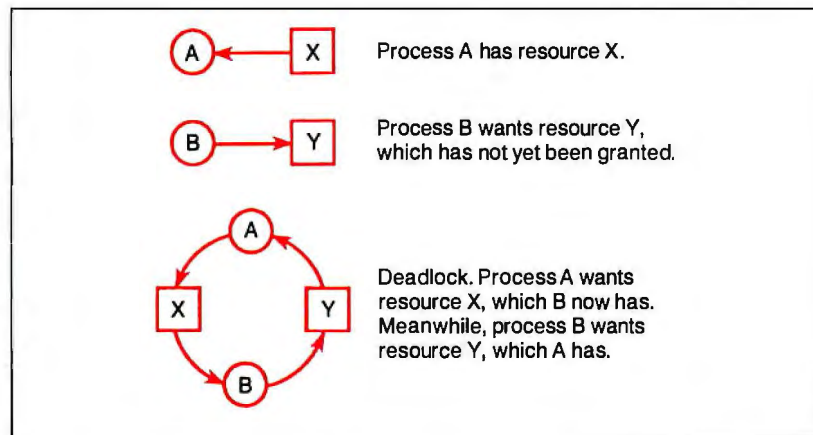 A X Process A has resource X.
B Y Process B wants resource Y,
which has not yet been granted.
A
X Y
B
Deadlock. Process A wants
resource X, which B now has.
Meanwhile, process B wants
resource Y, which A has.